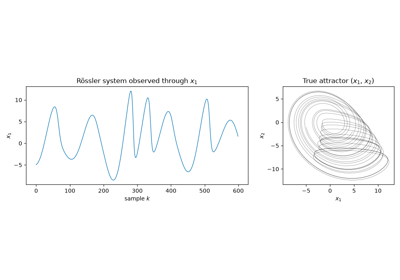 Rössler system observed through x₁
True attractor (x₁, x₂)
x₁
10
5
0
−5
0 100 200 300 400 500 600
sample k
x₂
5
0
−5
−10
−5 0 5 10
x₁